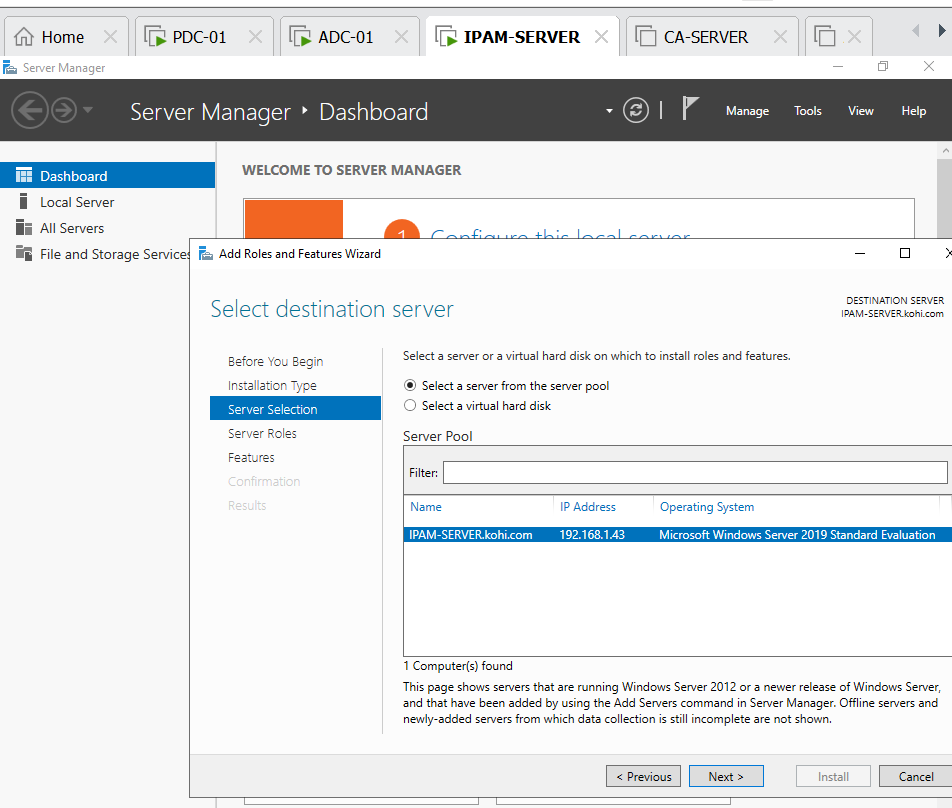 Home
PDC-01
ADC-01
IPAM-SERVER
CA-SERVER
Server Manager
Server Manager ‣ Dashboard
Manage Tools View Help
Dashboard
Local Server
All Servers
File and Storage Services
WELCOME TO SERVER MANAGER
1 Configure this local server
Add Roles and Features Wizard
Select destination server
DESTINATION SERVER
IPAM-SERVER.kohi.com
Before You Begin
Installation Type
Server Selection
Server Roles
Features
Confirmation
Results
Select a server or a virtual hard disk on which to install roles and features.
Select a server from the server pool
Select a virtual hard disk
Server Pool
Filter:
Name IP Address Operating System
IPAM-SERVER.kohi.com 192.168.1.43 Microsoft Windows Server 2019 Standard Evaluation
1 Computer(s) found
This page shows servers that are running Windows Server 2012 or a newer release of Windows Server,
and that have been added by using the Add Servers command in Server Manager. Offline servers and
newly-added servers from which data collection is still incomplete are not shown.
< Previous Next > Install Cancel